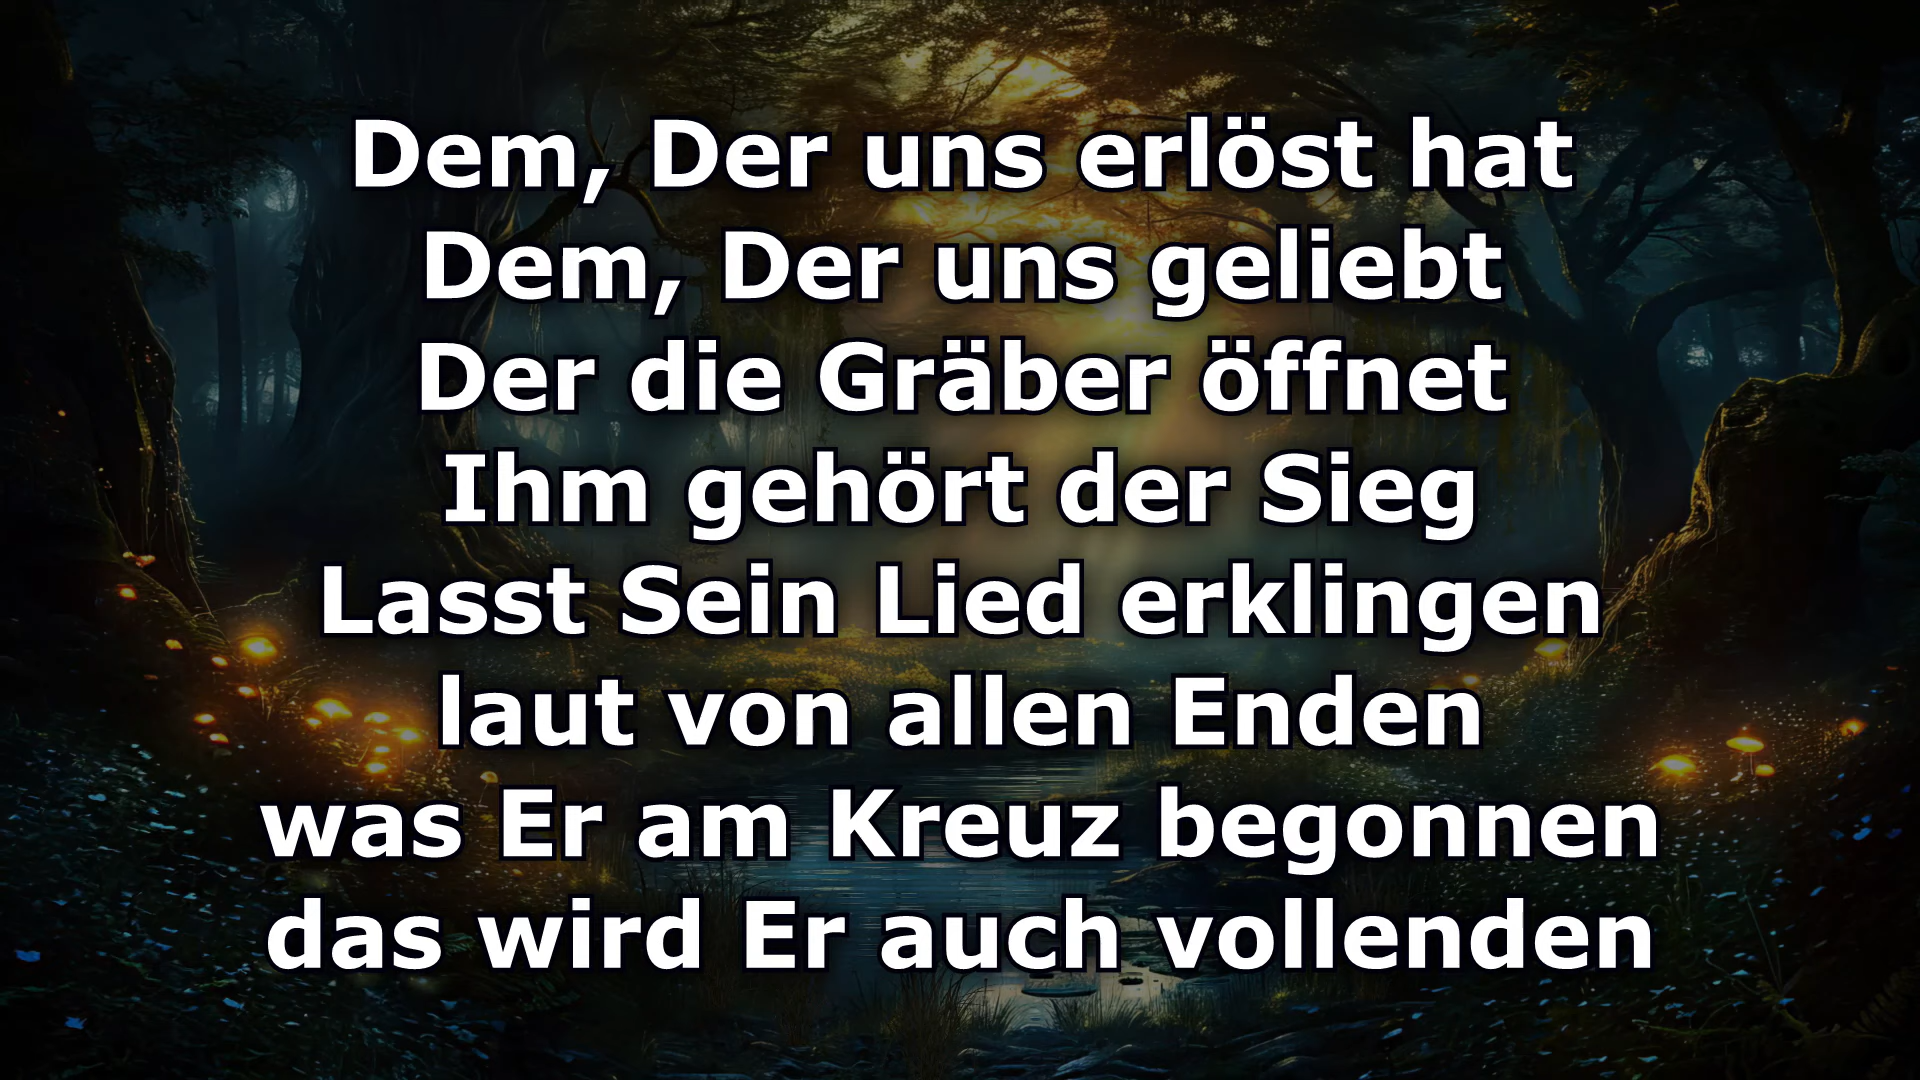 Dem, Der uns erlöst hat
Dem, Der uns geliebt
Der die Gräber öffnet
Ihm gehört der Sieg
Lasst Sein Lied erklingen
laut von allen Enden
was Er am Kreuz begonnen
das wird Er auch vollenden